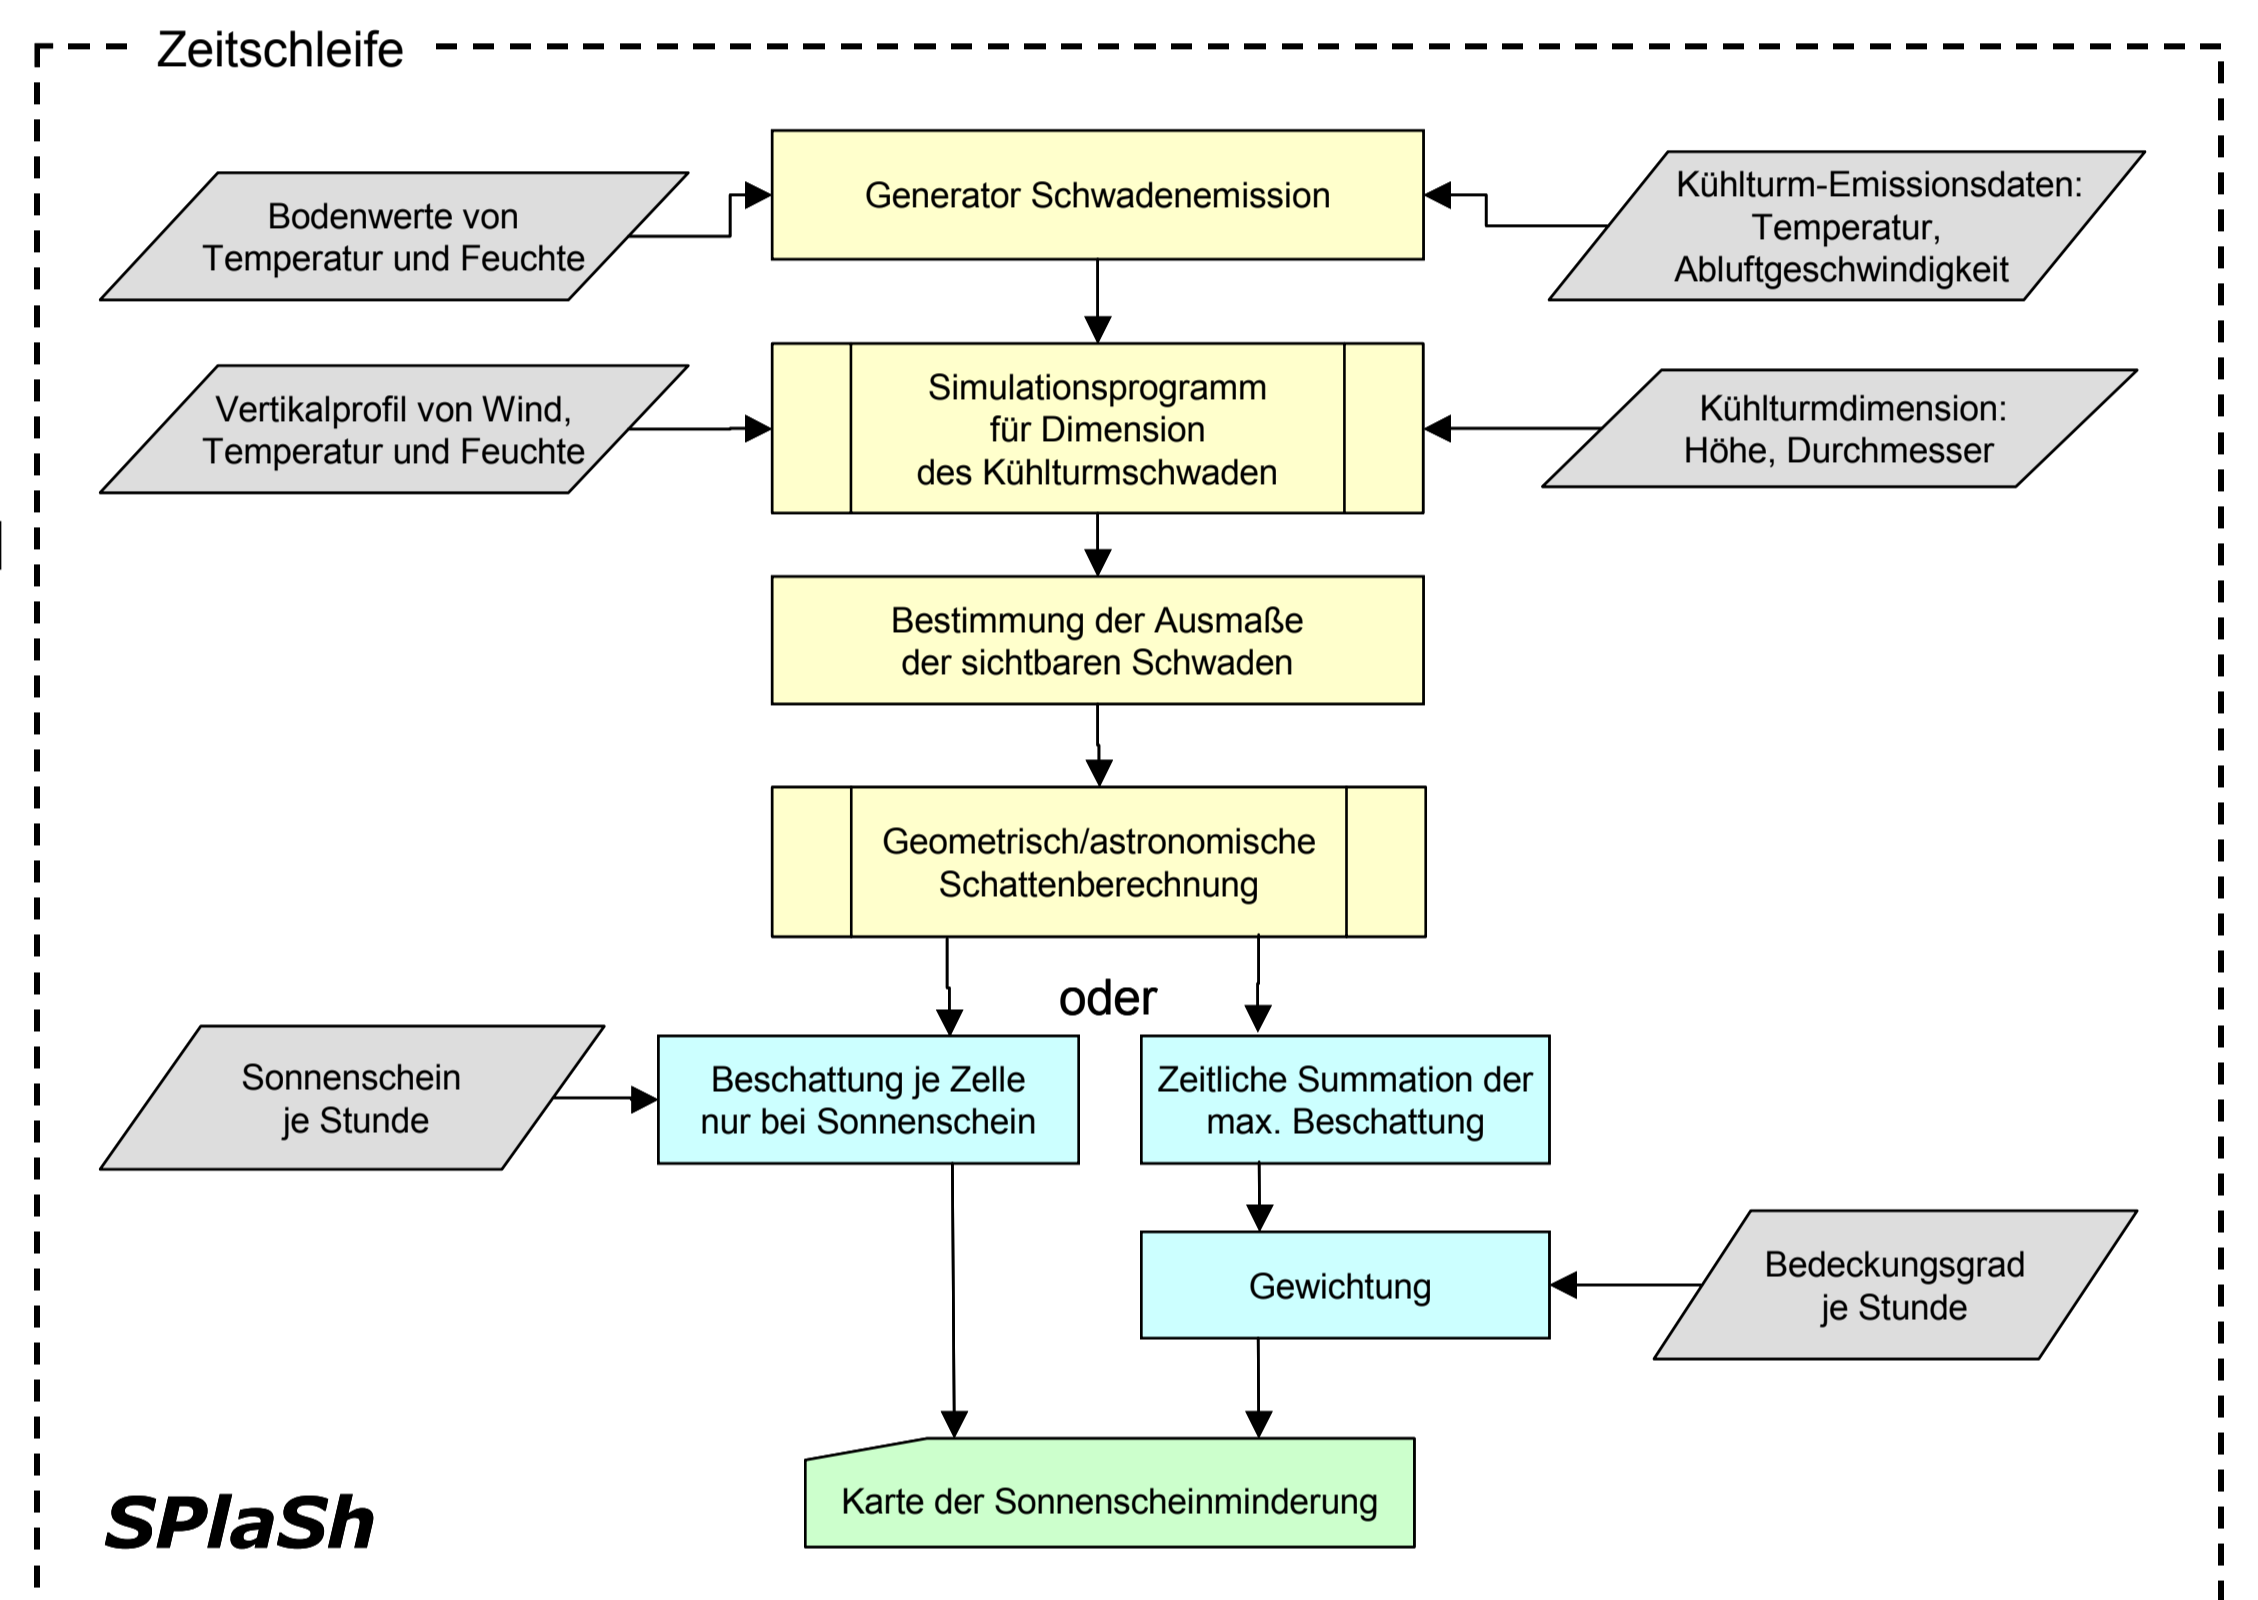 Zeitschleife
Generator Schwadenemission
Bodenwerte von
Temperatur und Feuchte
Kühlturm-Emissionsdaten:
Temperatur,
Abluftgeschwindigkeit
Vertikalprofil von Wind,
Temperatur und Feuchte
Simulationsprogramm
für Dimension
des Kühlturmschwaden
Kühlturmdimension:
Höhe, Durchmesser
Bestimmung der Ausmaße
der sichtbaren Schwaden
Geometrisch/astronomische
Schattenberechnung
oder
Sonnenschein
je Stunde
Beschattung je Zelle
nur bei Sonnenschein
Zeitliche Summation der
max. Beschattung
Gewichtung
Bedeckungsgrad
je Stunde
Karte der Sonnenscheinminderung
SPlaSh